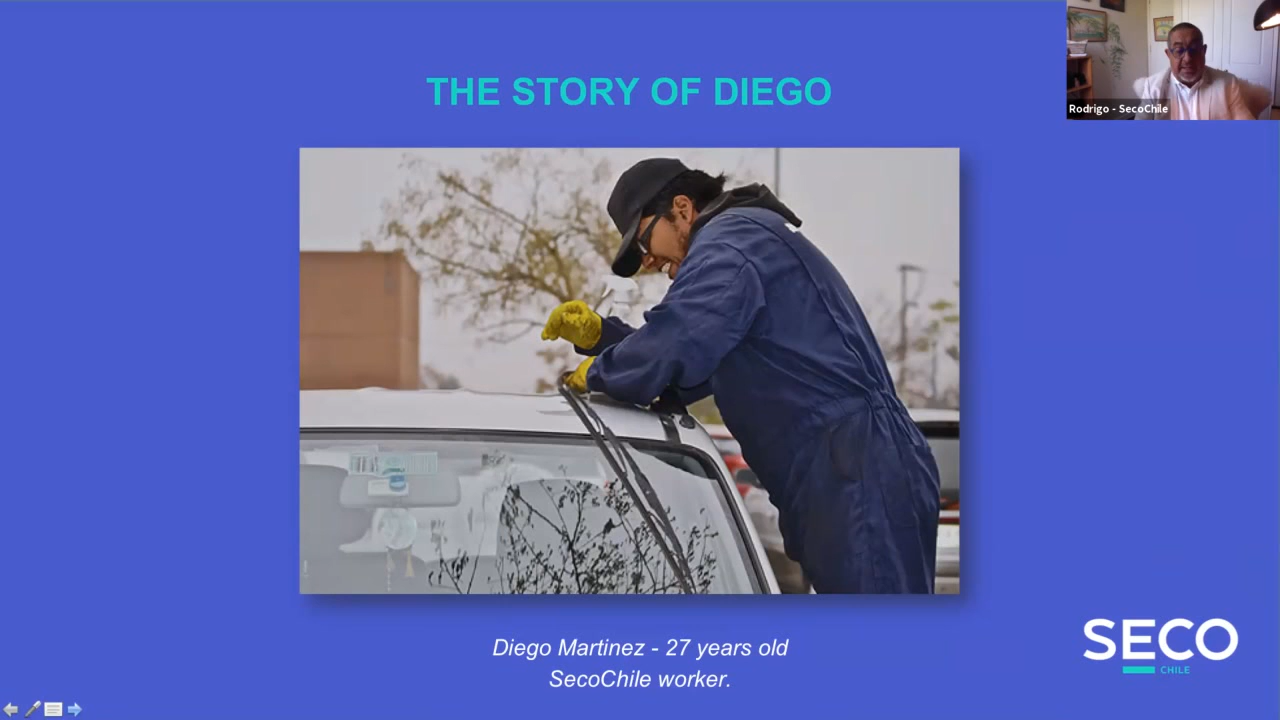 THE STORY OF DIEGO
Rodrigo - SecoChile
Diego Martinez - 27 years old
SecoChile worker.
SECO
CHILE